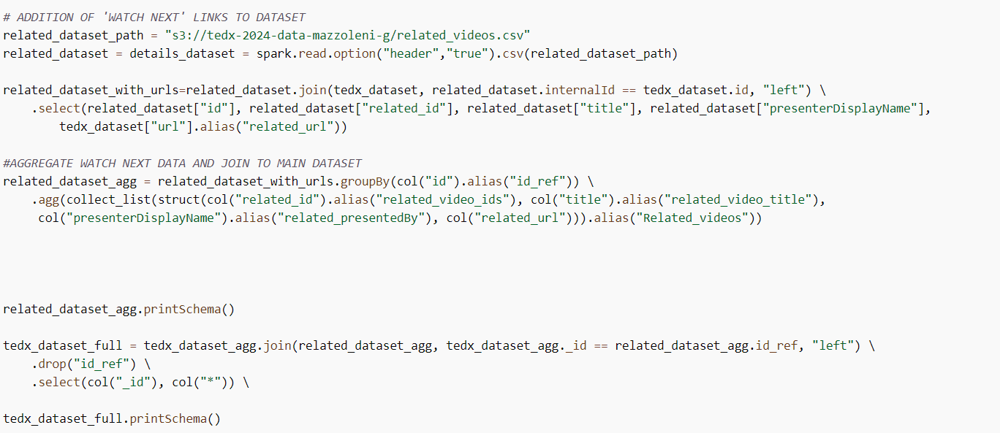 # ADDITION OF 'WATCH NEXT' LINKS TO DATASET
related_dataset_path = "s3://tedx-2024-data-mazzoleni-g/related_videos.csv"
related_dataset = details_dataset = spark.read.option("header","true").csv(related_dataset_path)
related_dataset_with_urls=related_dataset.join(tedx_dataset, related_dataset.internalId == tedx_dataset.id, "left") \
.select(related_dataset["id"], related_dataset["related_id"], related_dataset["title"], related_dataset["presenterDisplayName"],
tedx_dataset["url"].alias("related_url"))
#AGGREGATE WATCH NEXT DATA AND JOIN TO MAIN DATASET
related_dataset_agg = related_dataset_with_urls.groupBy(col("id").alias("id_ref")) \
.agg(collect_list(struct(col("related_id").alias("related_video_ids"), col("title").alias("related_video_title"),
col("presenterDisplayName").alias("related_presentedBy"), col("related_url"))).alias("Related_videos"))
related_dataset_agg.printSchema()
tedx_dataset_full = tedx_dataset_agg.join(related_dataset_agg, tedx_dataset_agg._id == related_dataset_agg.id_ref, "left") \
.drop("id_ref") \
.select(col("_id"), col("*")) \
tedx_dataset_full.printSchema()